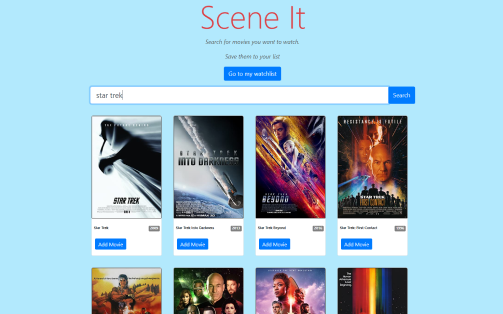 Scene It
Search for movies you want to watch.
Save them to your list
Go to my watchlist
star trek
Search
THE FUTURE BEGINS
STAR TREK
STAR TREK
INTO DARKNESS
STAR TREK
BEYOND
RESISTANCE IS FUTILE
STAR TREK
FIRST CONTACT
Star Trek
2009
Star Trek Into Darkness
2013
Star Trek Beyond
2016
Star Trek: First Contact
1996
Add Movie
Add Movie
Add Movie
Add Movie